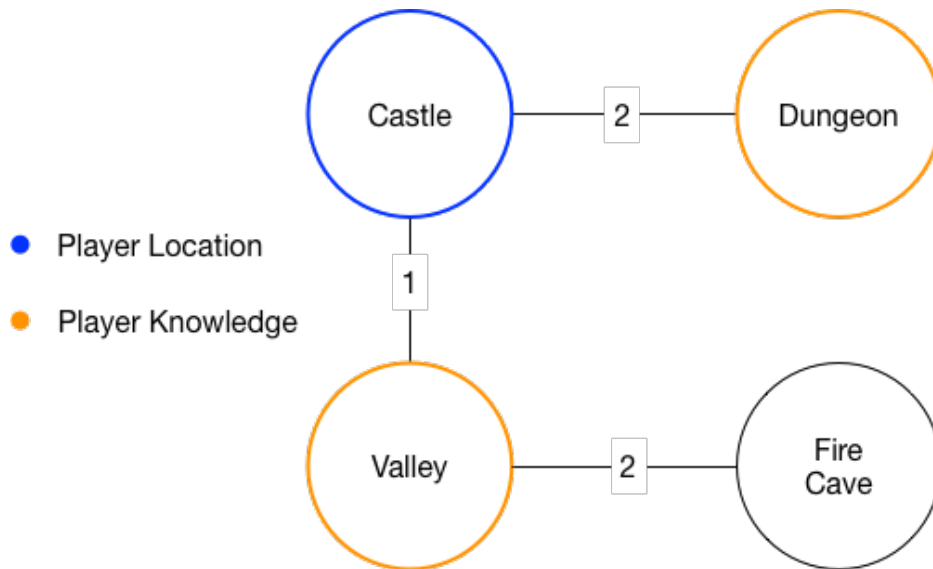 Castle
2
Dungeon
Player Location
1
Player Knowledge
Valley
2
Fire
Cave